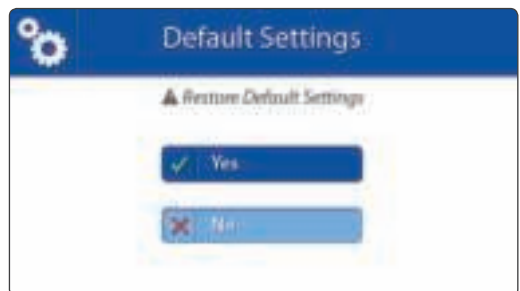 Default Settings
Restore Default Settings
Yes
No